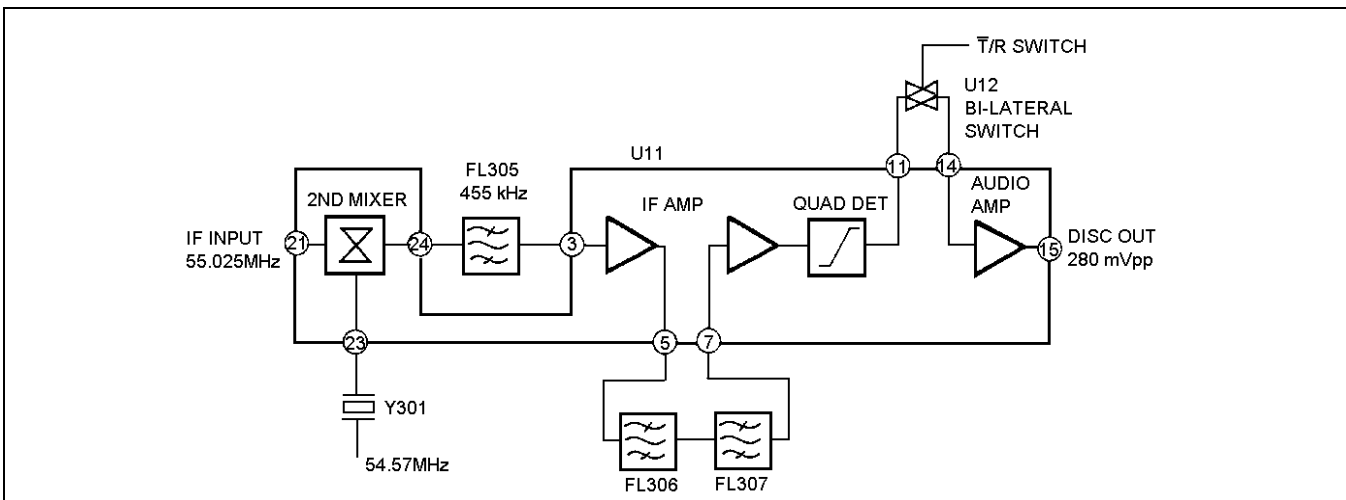 T̅/R SWITCH
U12
BI-LATERAL
SWITCH
U11
11
14
FL305
455 kHz
2ND MIXER
IF AMP
QUAD DET
AUDIO
AMP
IF INPUT
55.025MHz
21
24
3
15
DISC OUT
280 mVpp
23
5
7
Y301
54.57MHz
FL306
FL307